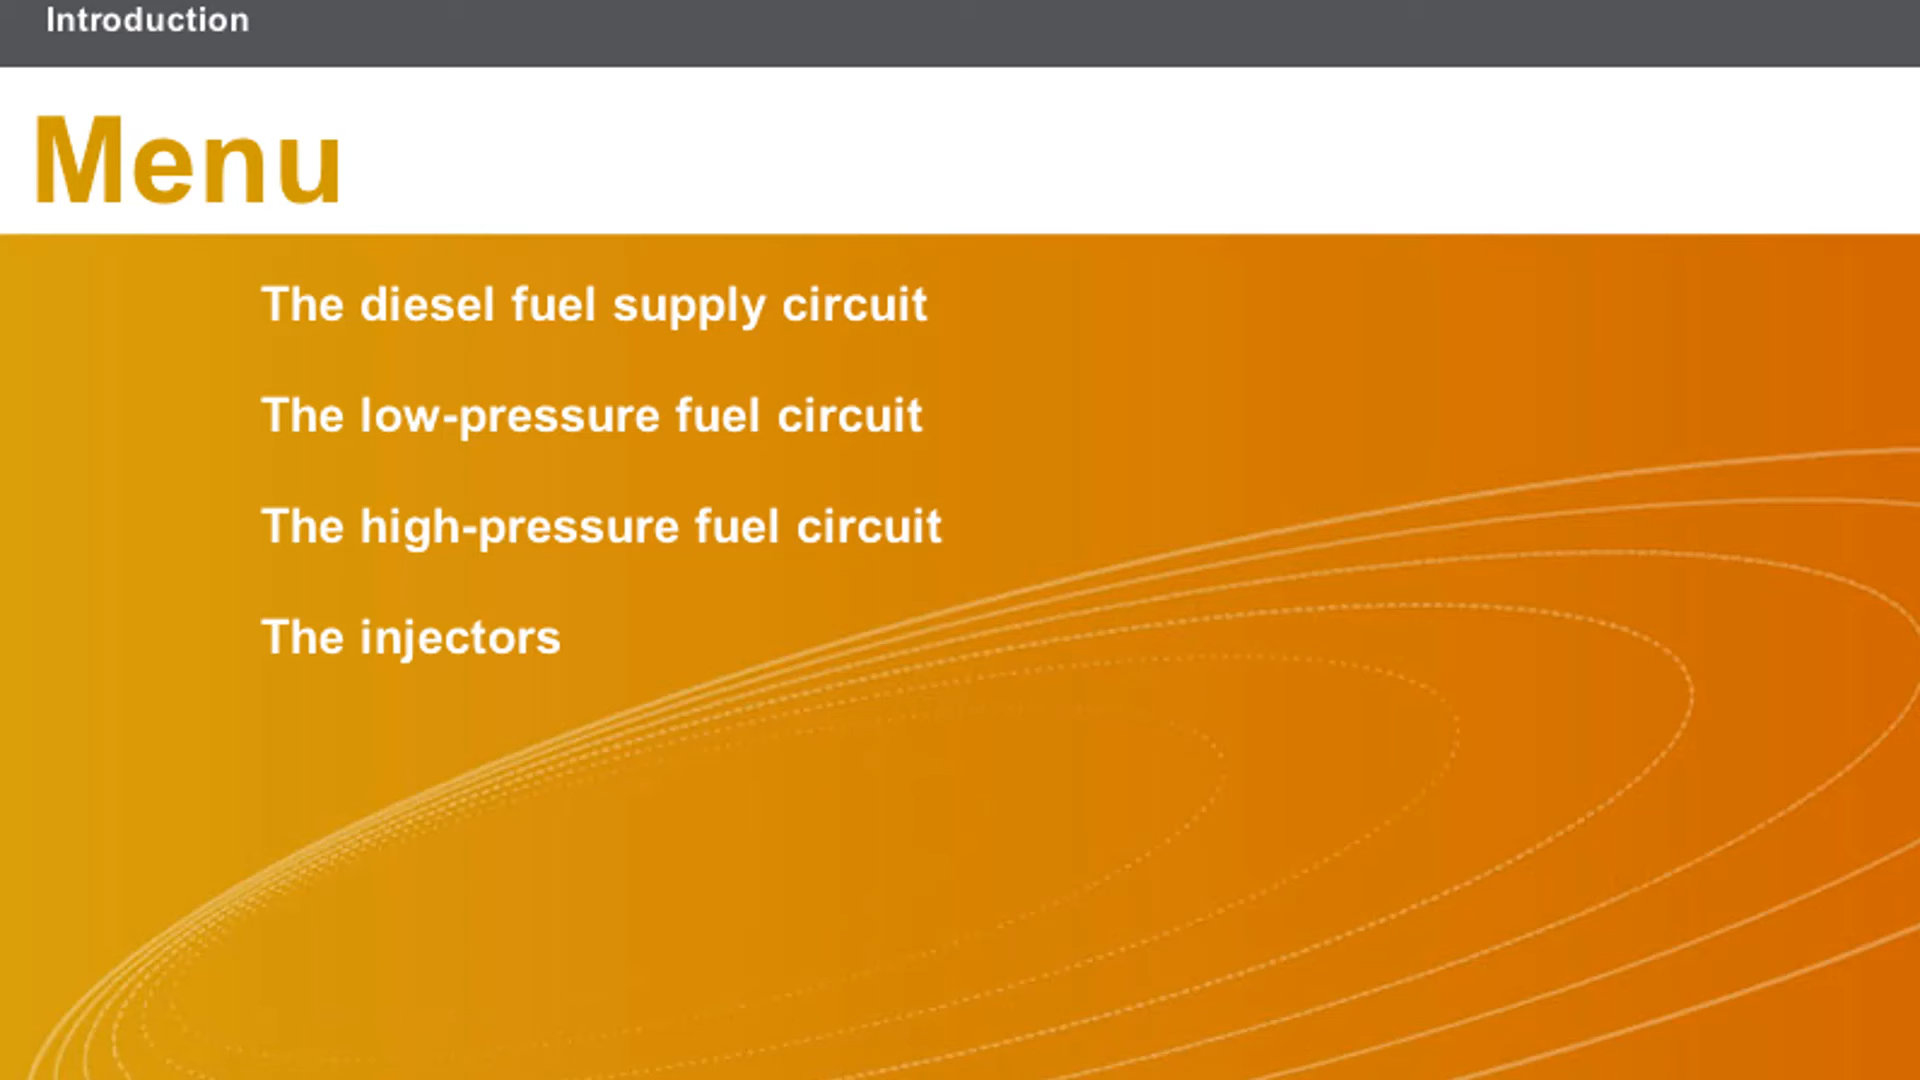 Introduction
Menu
The diesel fuel supply circuit
The low-pressure fuel circuit
The high-pressure fuel circuit
The injectors